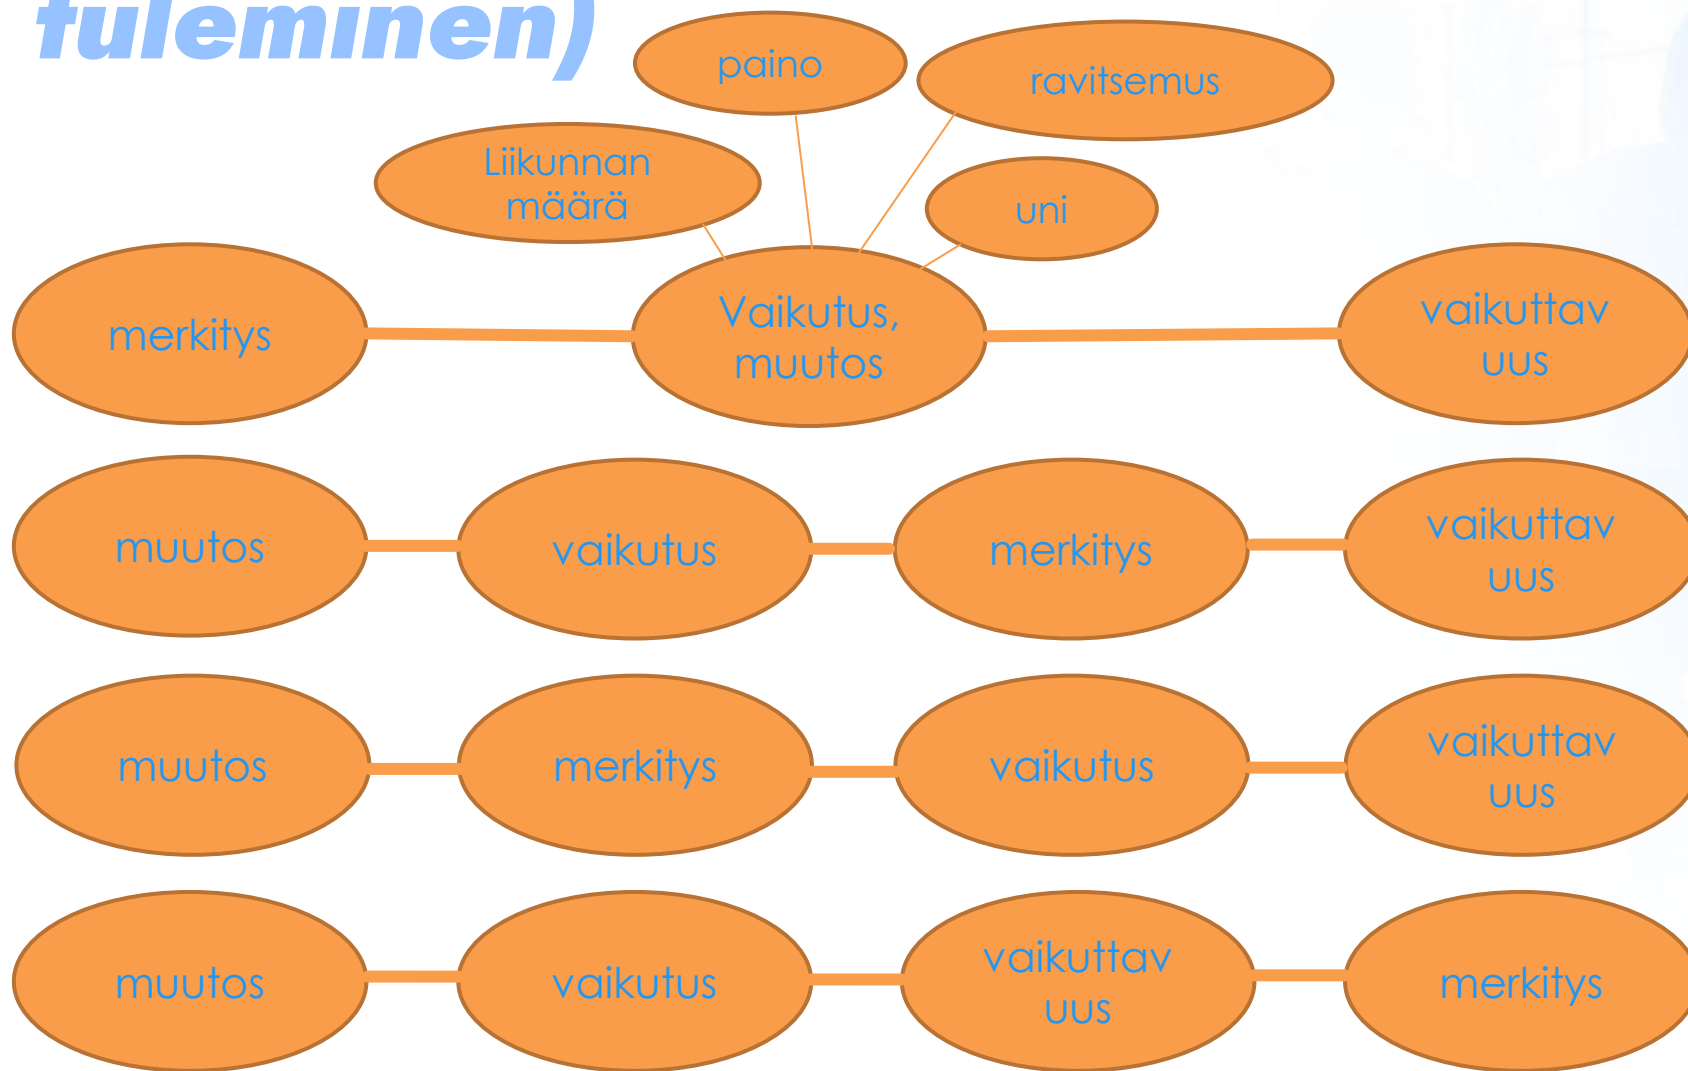 tuleminen)
paino
ravitsemus
Liikunnan
määrä
uni
merkitys
Vaikutus,
muutos
vaikuttav
uus
muutos
vaikutus
merkitys
vaikuttav
uus
muutos
merkitys
vaikutus
vaikuttav
uus
muutos
vaikutus
vaikuttav
uus
merkitys